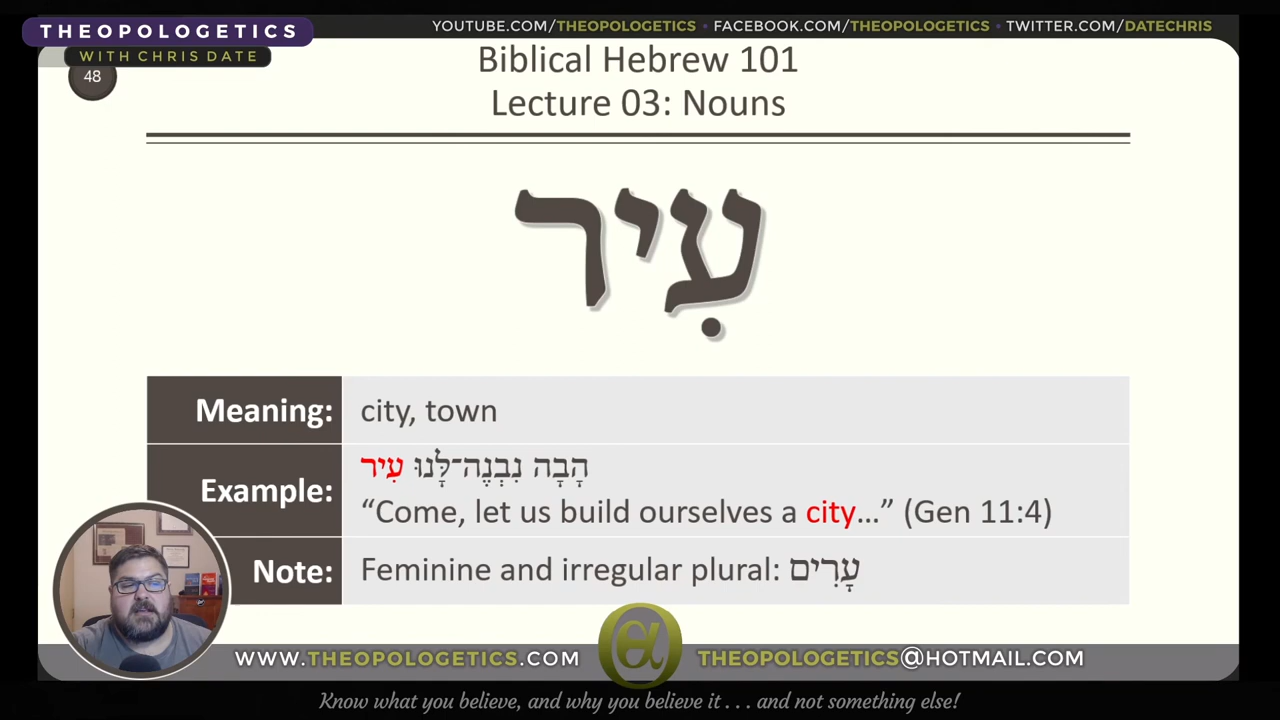 THEOPOLOGETICS
WITH CHRIS DATE
YOUTUBE.COM/THEOPOLOGETICS • FACEBOOK.COM/THEOPOLOGETICS • TWITTER.COM/DATECHRIS
48
Biblical Hebrew 101
Lecture 03: Nouns
עִיר
Meaning: city, town
Example: הָבָה נִבְנֶה־לָּנוּ עִיר
“Come, let us build ourselves a city…” (Gen 11:4)
Note: Feminine and irregular plural: עָרִים
WWW.THEOPOLOGETICS.COM
THEOPOLOGETICS@HOTMAIL.COM
Know what you believe, and why you believe it . . . and not something else!